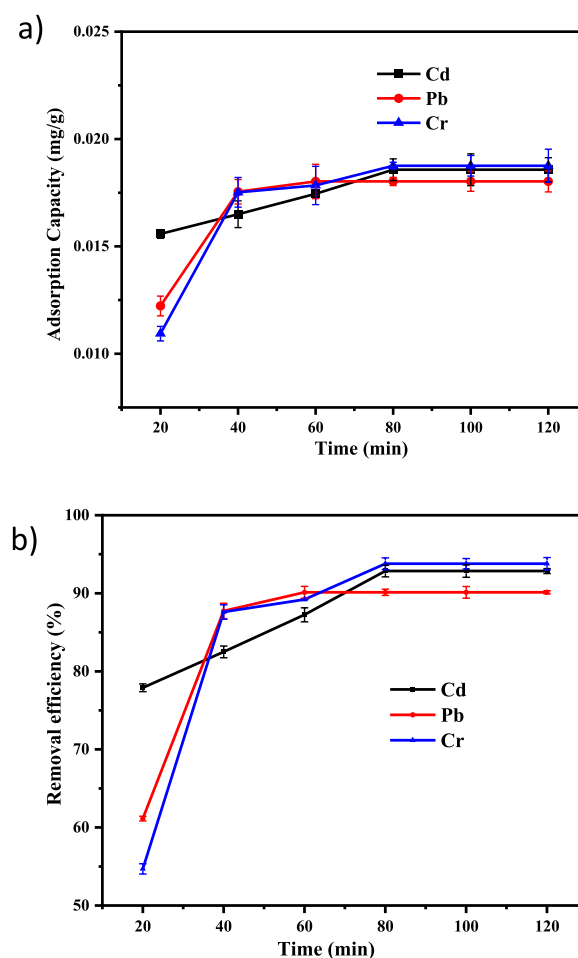 a)
0.025
0.020
0.015
0.010
Adsorption Capacity (mg/g)
Cd
Pb
Cr
20 40 60 80 100 120
Time (min)
b)
100
90
80
70
60
50
Removal efficiency (%)
Cd
Pb
Cr
20 40 60 80 100 120
Time (min)